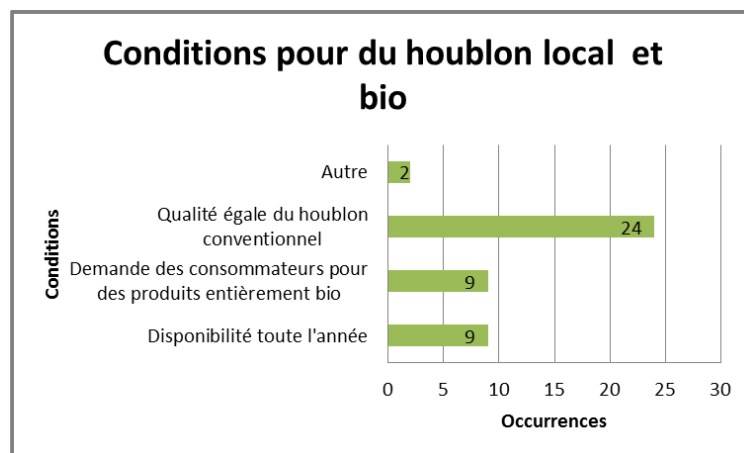 Conditions pour du houblon local et
bio
Conditions
Autre
2
Qualité égale du houblon
conventionnel
24
Demande des consommateurs pour
des produits entièrement bio
9
Disponibilité toute l'année
9
0 5 10 15 20 25 30
Occurrences